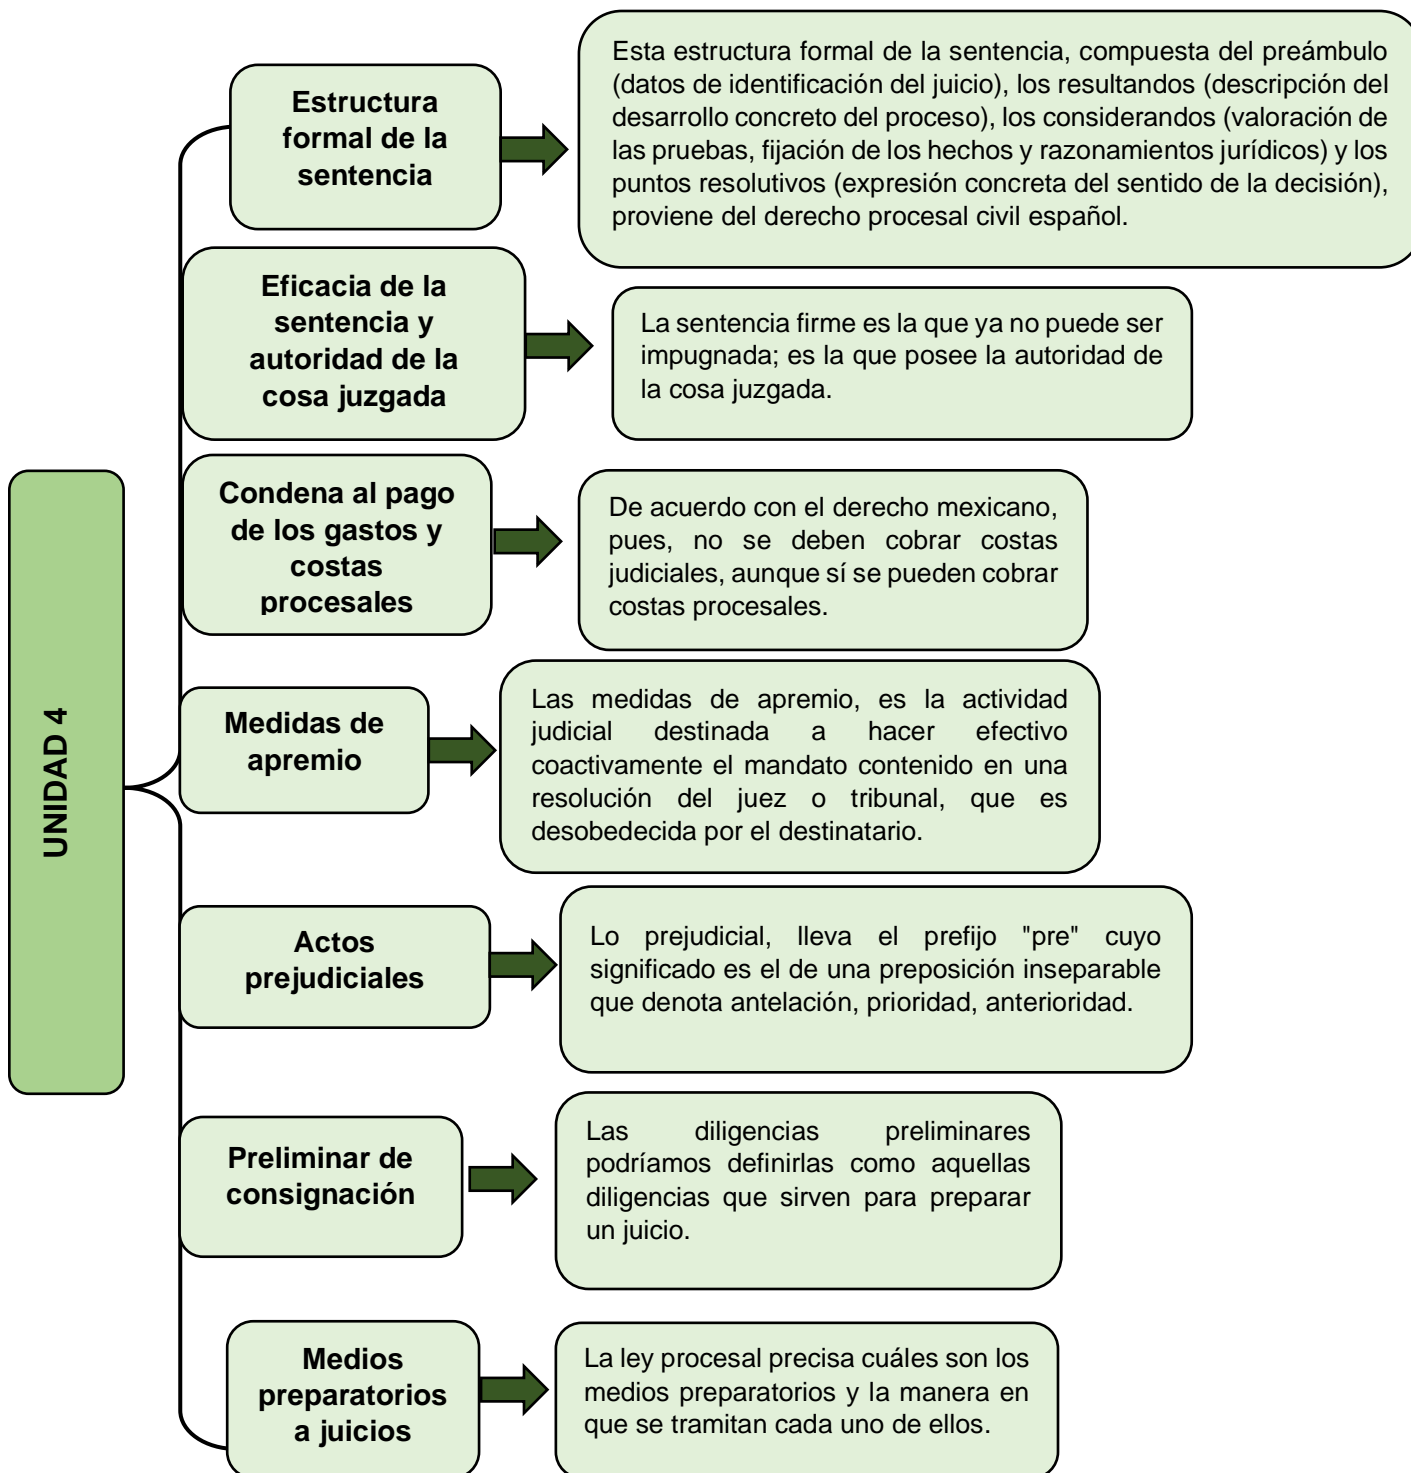 UNIDAD 4
Estructura
formal de la
sentencia
Esta estructura formal de la sentencia, compuesta del preámbulo
(datos de identificación del juicio), los resultandos (descripción del
desarrollo concreto del proceso), los considerandos (valoración de
las pruebas, fijación de los hechos y razonamientos jurídicos) y los
puntos resolutivos (expresión concreta del sentido de la decisión),
proviene del derecho procesal civil español.
Eficacia de la
sentencia y
autoridad de la
cosa juzgada
La sentencia firme es la que ya no puede ser
impugnada; es la que posee la autoridad de
la cosa juzgada.
Condena al pago
de los gastos y
costas
procesales
De acuerdo con el derecho mexicano,
pues, no se deben cobrar costas
judiciales, aunque sí se pueden cobrar
costas procesales.
Medidas de
apremio
Las medidas de apremio, es la actividad
judicial destinada a hacer efectivo
coactivamente el mandato contenido en una
resolución del juez o tribunal, que es
desobedecida por el destinatario.
Actos
prejudiciales
Lo prejudicial, lleva el prefijo "pre" cuyo
significado es el de una preposición inseparable
que denota antelación, prioridad, anterioridad.
Preliminar de
consignación
Las diligencias preliminares
podríamos definirlas como aquellas
diligencias que sirven para preparar
un juicio.
Medios
preparatorios
a juicios
La ley procesal precisa cuáles son los
medios preparatorios y la manera en
que se tramitan cada uno de ellos.